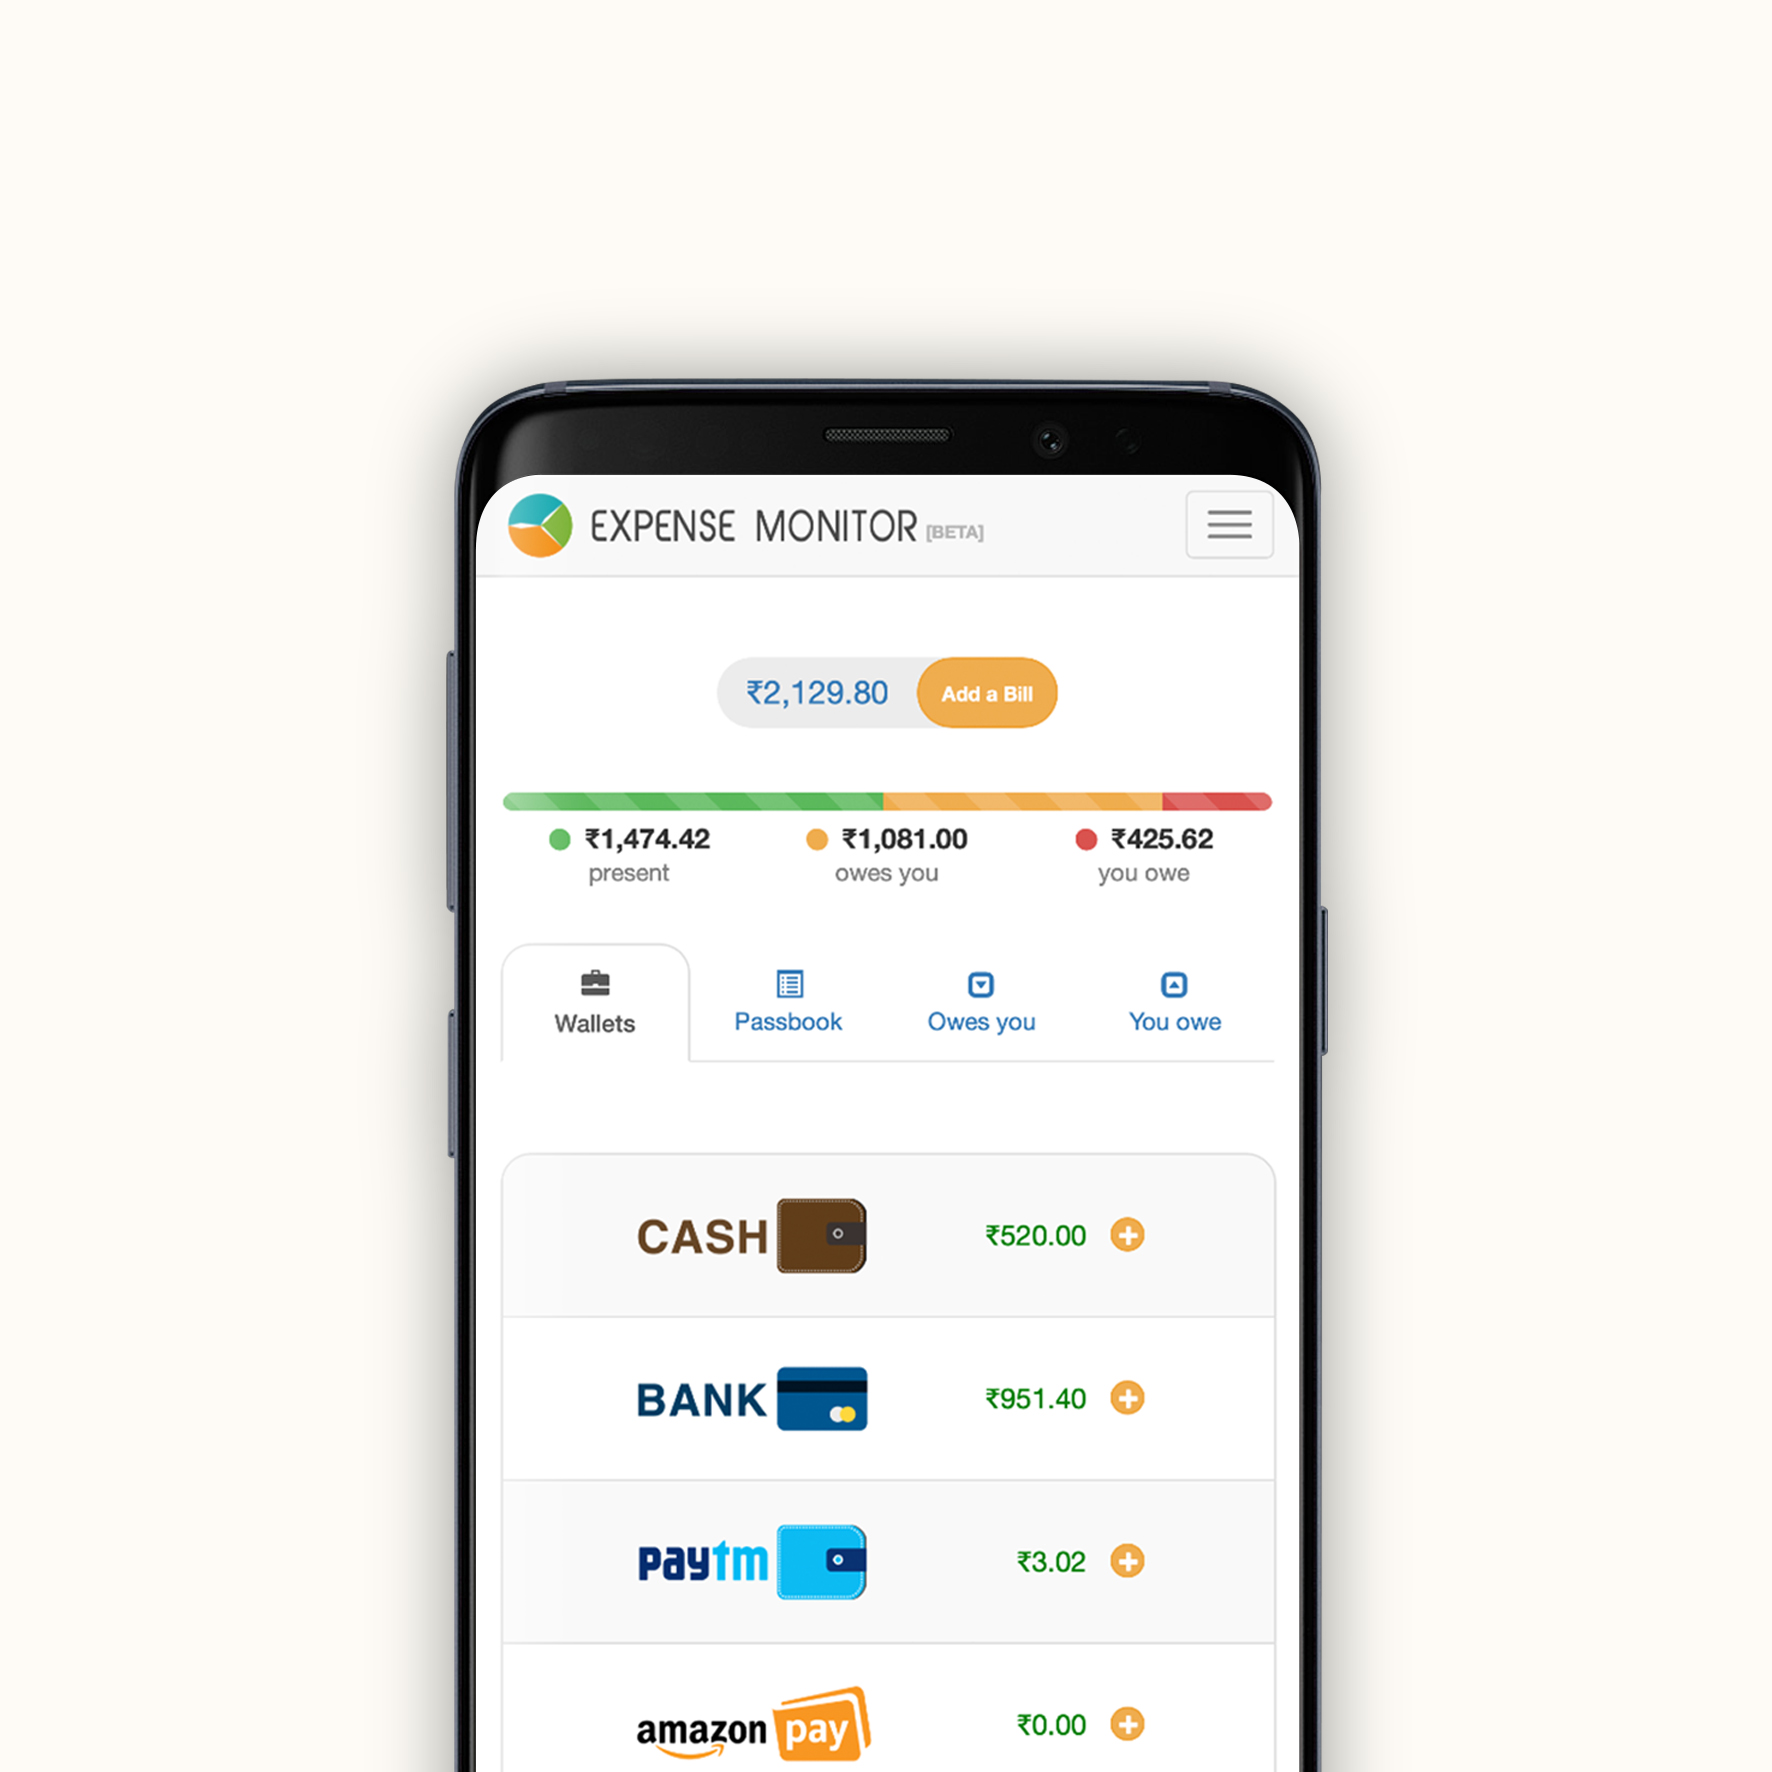 EXPENSE MONITOR [BETA]
₹2,129.80 Add a Bill
₹1,474.42 ₹1,081.00 ₹425.62
present owes you you owe
Wallets Passbook Owes you You owe
CASH ₹520.00
BANK ₹951.40
paytm ₹3.02
amazon pay ₹0.00